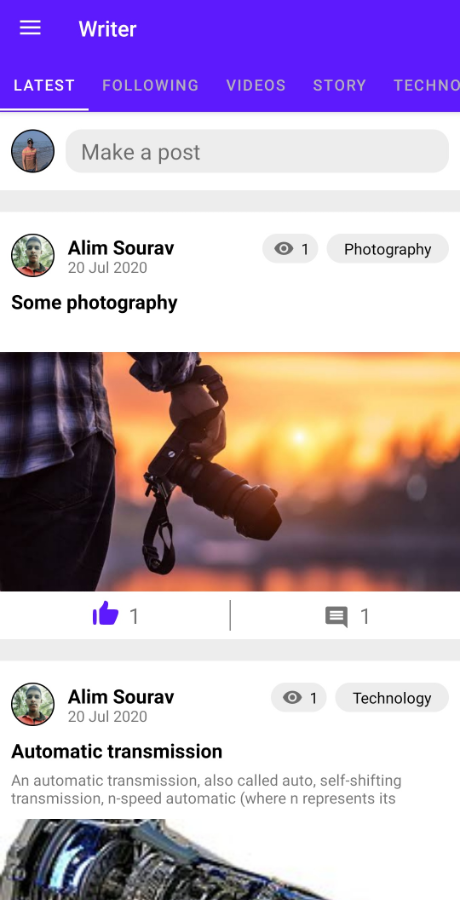 Writer
LATEST FOLLOWING VIDEOS STORY TECHNO
Make a post
Alim Sourav 1 Photography
20 Jul 2020
Some photography
1 1
Alim Sourav 1 Technology
20 Jul 2020
Automatic transmission
An automatic transmission, also called auto, self-shifting
transmission, n-speed automatic (where n represents its